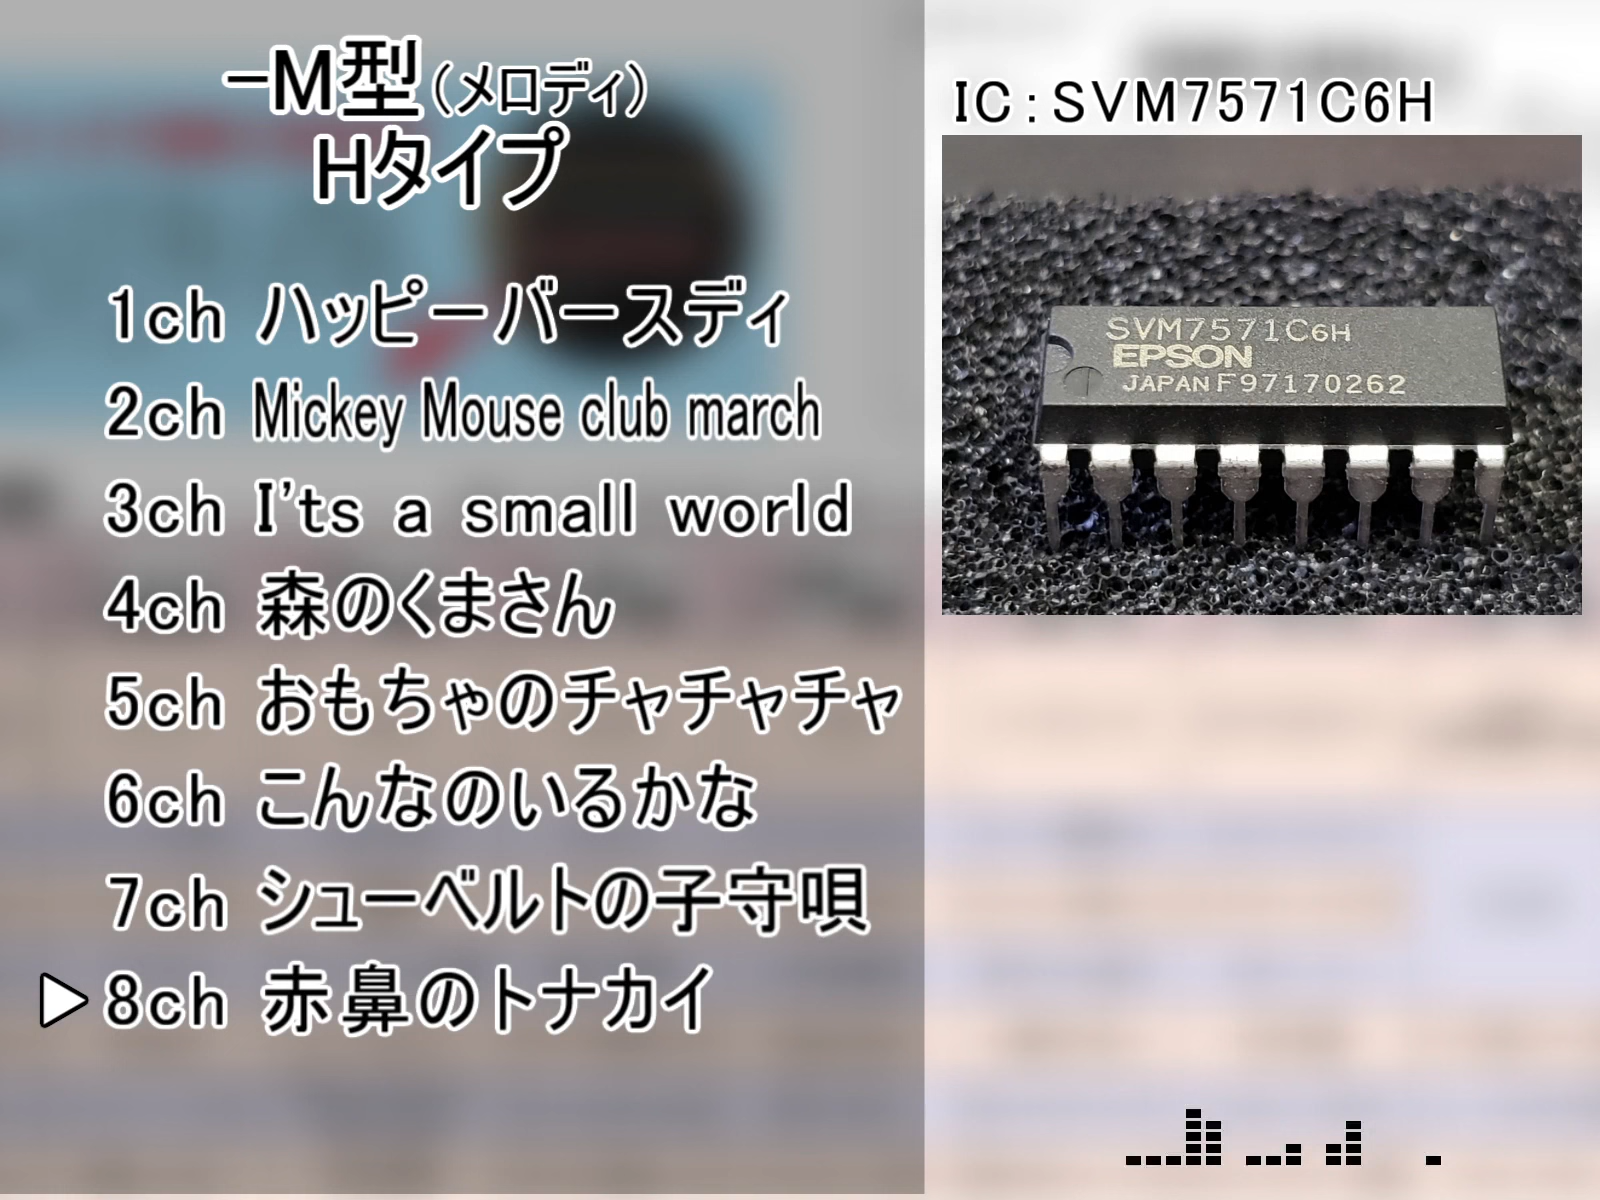 −M型(メロディ)
Hタイプ
1ch ハッピーバースディ
2ch Mickey Mouse club march
3ch I'ts a small world
4ch 森のくまさん
5ch おもちゃのチャチャチャ
6ch こんなのいるかな
7ch シューベルトの子守唄
8ch 赤鼻のトナカイ
IC:SVM7571C6H
SVM7571C6H
EPSON
JAPAN F97170262